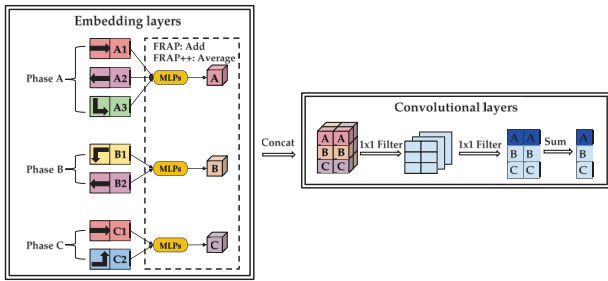 Embedding layers
FRAP: Add
FRAP++: Average
Phase A
A1
A2
A3
MLPs
A
Phase B
B1
B2
MLPs
B
Phase C
C1
C2
MLPs
C
Concat
Convolutional layers
A A
B B
C C
1x1 Filter
1x1 Filter
A A
B B
C C
Sum
A
B
C